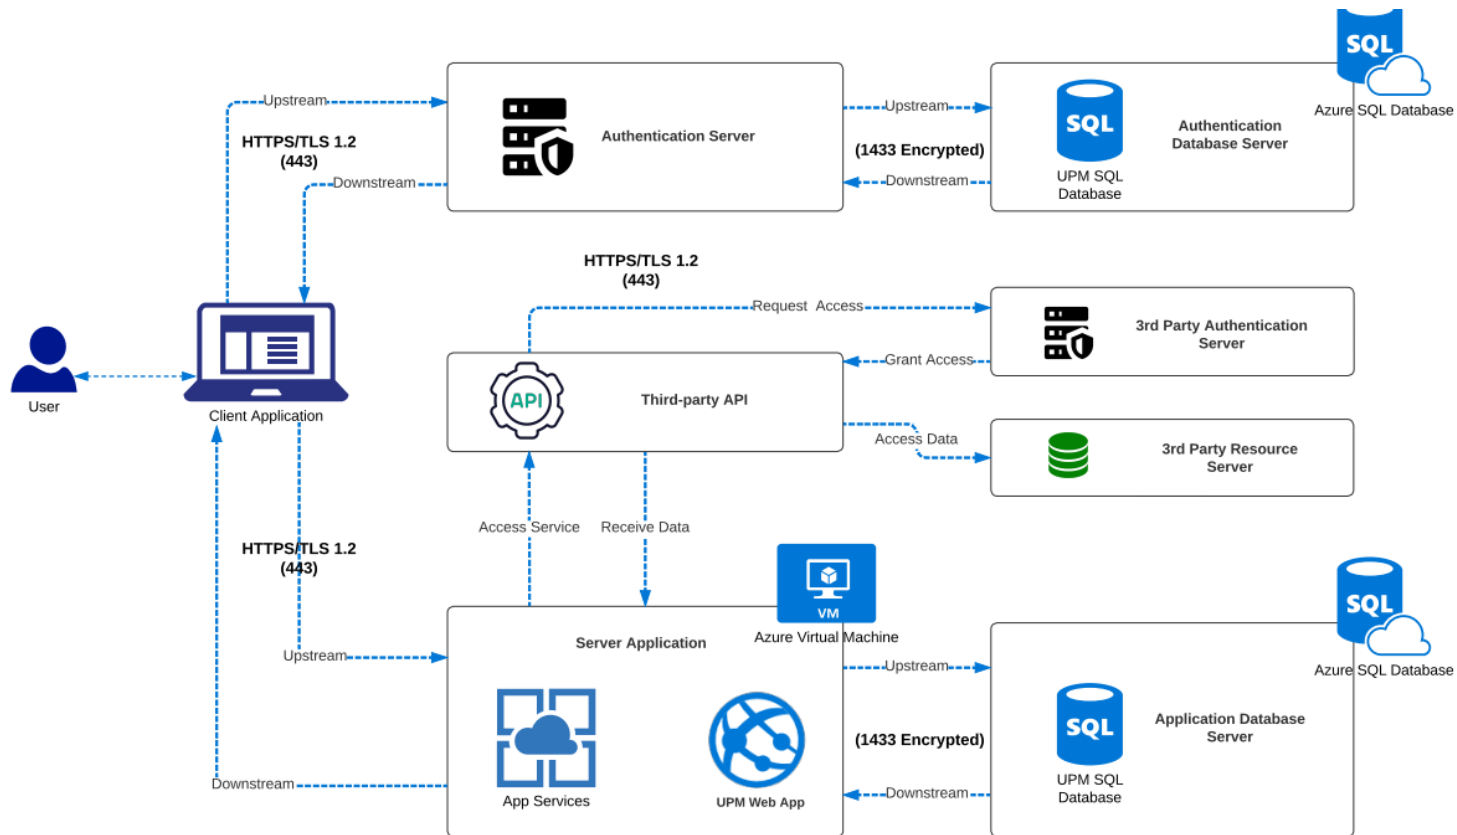 SQL
Azure SQL Database
Upstream
HTTPS/TLS 1.2
(443)
Downstream
Authentication Server
Upstream
(1433 Encrypted)
Downstream
SQL
UPM SQL
Database
Authentication
Database Server
HTTPS/TLS 1.2
(443)
Request Access
3rd Party Authentication
Server
Grant Access
API
Third-party API
Access Data
3rd Party Resource
Server
User
Client Application
Access Service
Receive Data
HTTPS/TLS 1.2
(443)
Upstream
Downstream
VM
Azure Virtual Machine
Server Application
App Services
UPM Web App
Upstream
(1433 Encrypted)
Downstream
SQL
Azure SQL Database
SQL
UPM SQL
Database
Application Database
Server